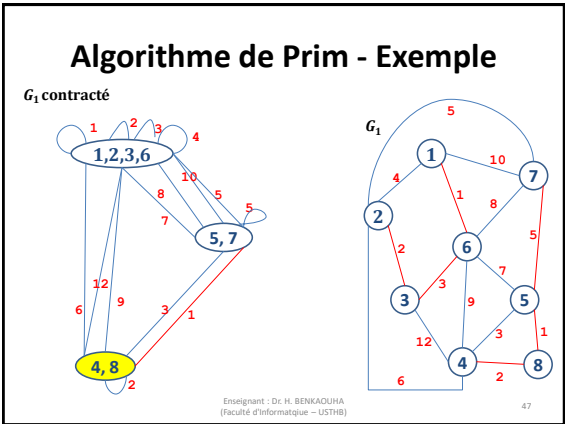 Algorithme de Prim - Exemple
G₁ contracté
1 2 3 4
1,2,3,6
10 5
8
7
5
5, 7
12
6 9 3 1
4, 8
2
G₁
5
1
4 10
7
1 8
2
2 6 5
3 7
3 9 5
12 3 1
4 2 8
6
Enseignant : Dr. H. BENKAOUHA
(Faculté d'Informatqiue – USTHB)
47